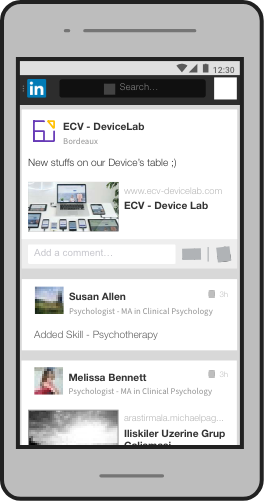 12:30
in
Search...
ECV - DeviceLab
Bordeaux
New stuffs on our Device's table ;)
www.ecv-devicelab.com
ECV - Device Lab
Add a comment...
Susan Allen
3h
Psychologist - MA in Clinical Psychology
Added Skill - Psychotherapy
Melissa Bennett
3h
Psychologist - MA in Clinical Psychology
arastirmala.michaelpag...
Iliskiler Uzerine Grup